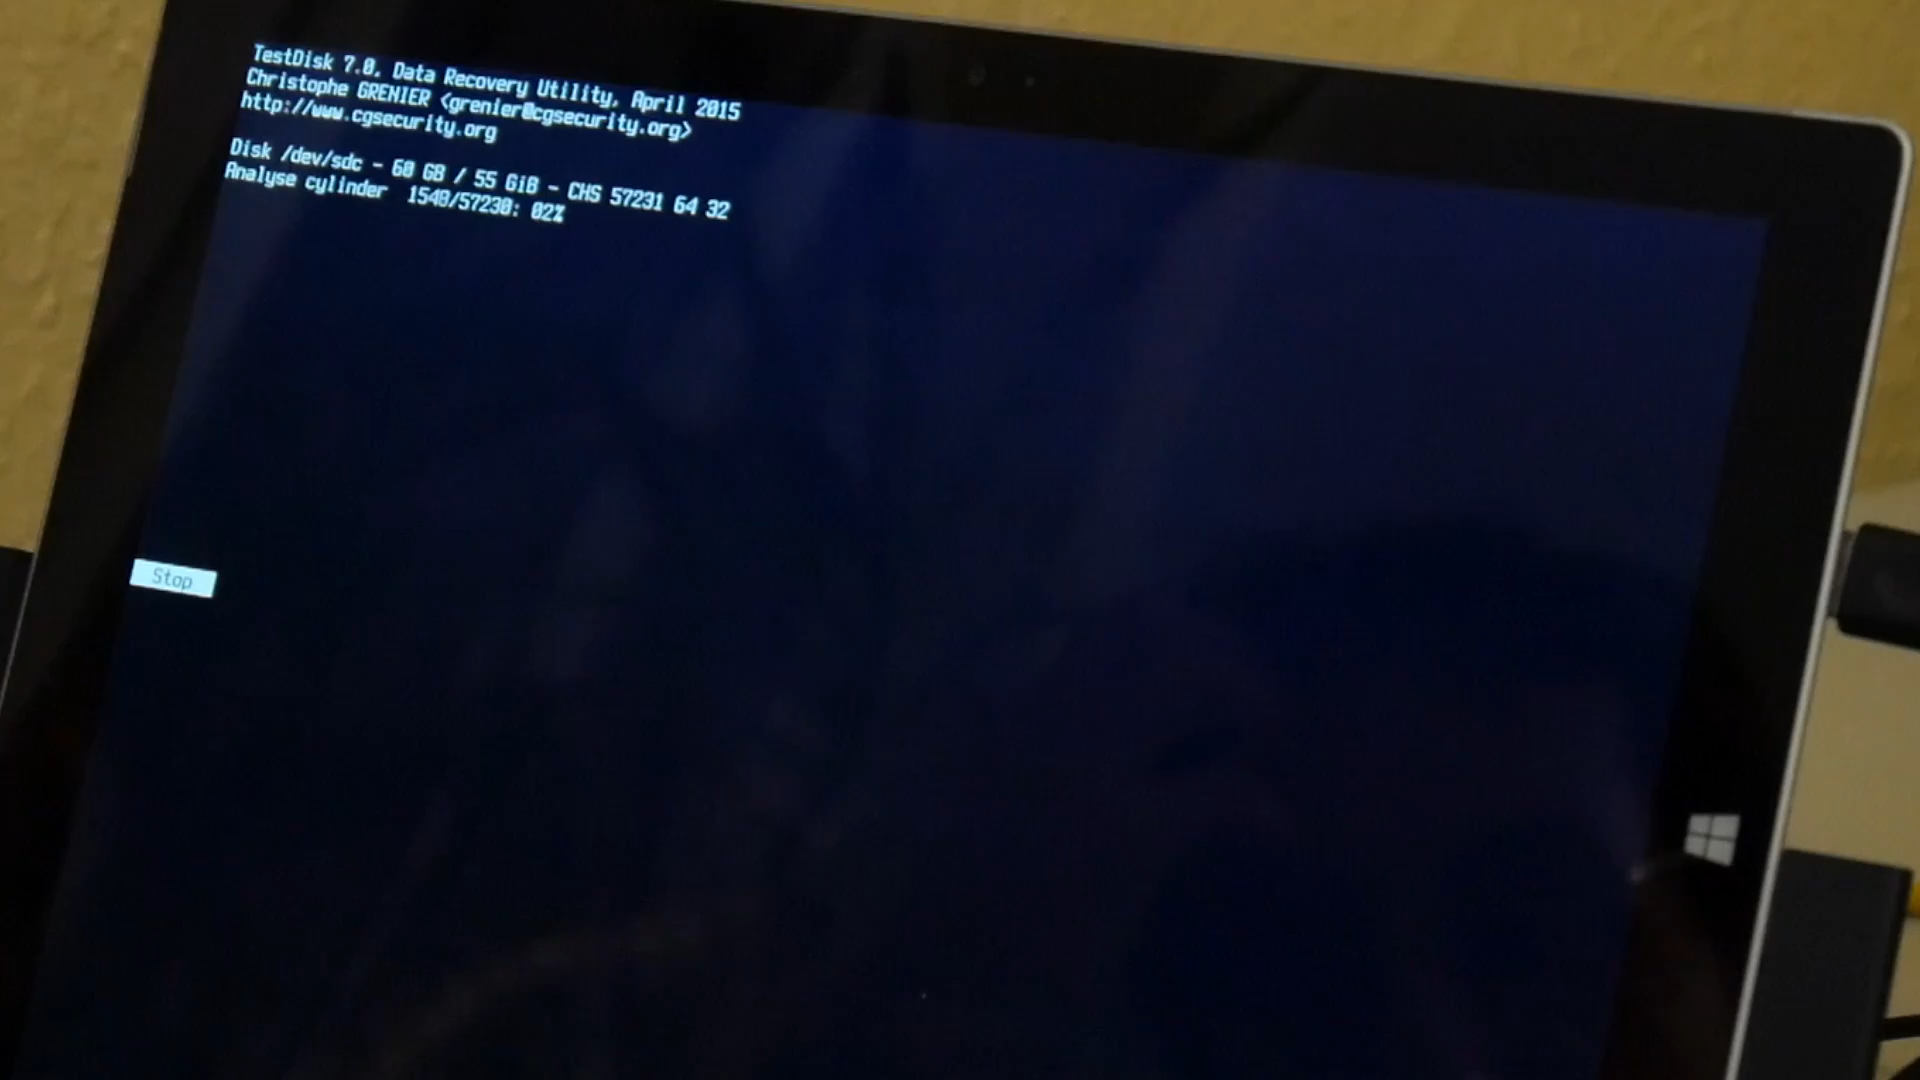 TestDisk 7.0, Data Recovery Utility, April 2015
Christophe GRENIER <grenier@cgsecurity.org>
http://www.cgsecurity.org
Disk /dev/sdc - 60 GB / 55 GiB - CHS 57231 64 32
Analyse cylinder 1540/57230: 02%
Stop